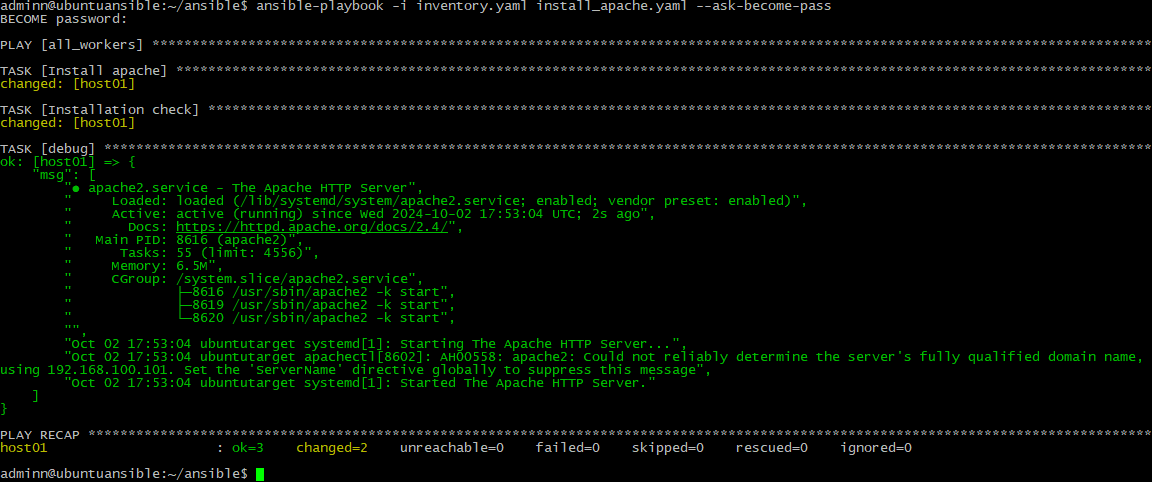 adminn@ubuntuansible:~/ansible$ ansible-playbook -i inventory.yaml install_apache.yaml --ask-become-pass
BECOME password:
PLAY [all_workers] *****************************************************************************************************************************
TASK [Install apache] **************************************************************************************************************************
changed: [host01]
TASK [Installation check] **********************************************************************************************************************
changed: [host01]
TASK [debug] ***********************************************************************************************************************************
ok: [host01] => {
    "msg": [
        "● apache2.service - The Apache HTTP Server",
        "     Loaded: loaded (/lib/systemd/system/apache2.service; enabled; vendor preset: enabled)",
        "     Active: active (running) since Wed 2024-10-02 17:53:04 UTC; 2s ago",
        "       Docs: https://httpd.apache.org/docs/2.4/",
        "   Main PID: 8616 (apache2)",
        "      Tasks: 55 (limit: 4556)",
        "     Memory: 6.5M",
        "     CGroup: /system.slice/apache2.service",
        "             ├─8616 /usr/sbin/apache2 -k start",
        "             ├─8619 /usr/sbin/apache2 -k start",
        "             └─8620 /usr/sbin/apache2 -k start",
        "",
        "Oct 02 17:53:04 ubuntutarget systemd[1]: Starting The Apache HTTP Server...",
        "Oct 02 17:53:04 ubuntutarget apachectl[8602]: AH00558: apache2: Could not reliably determine the server's fully qualified domain name,
using 192.168.100.101. Set the 'ServerName' directive globally to suppress this message",
        "Oct 02 17:53:04 ubuntutarget systemd[1]: Started The Apache HTTP Server."
    ]
}
PLAY RECAP *************************************************************************************************************************************
host01                     : ok=3    changed=2    unreachable=0    failed=0    skipped=0    rescued=0    ignored=0
adminn@ubuntuansible:~/ansible$